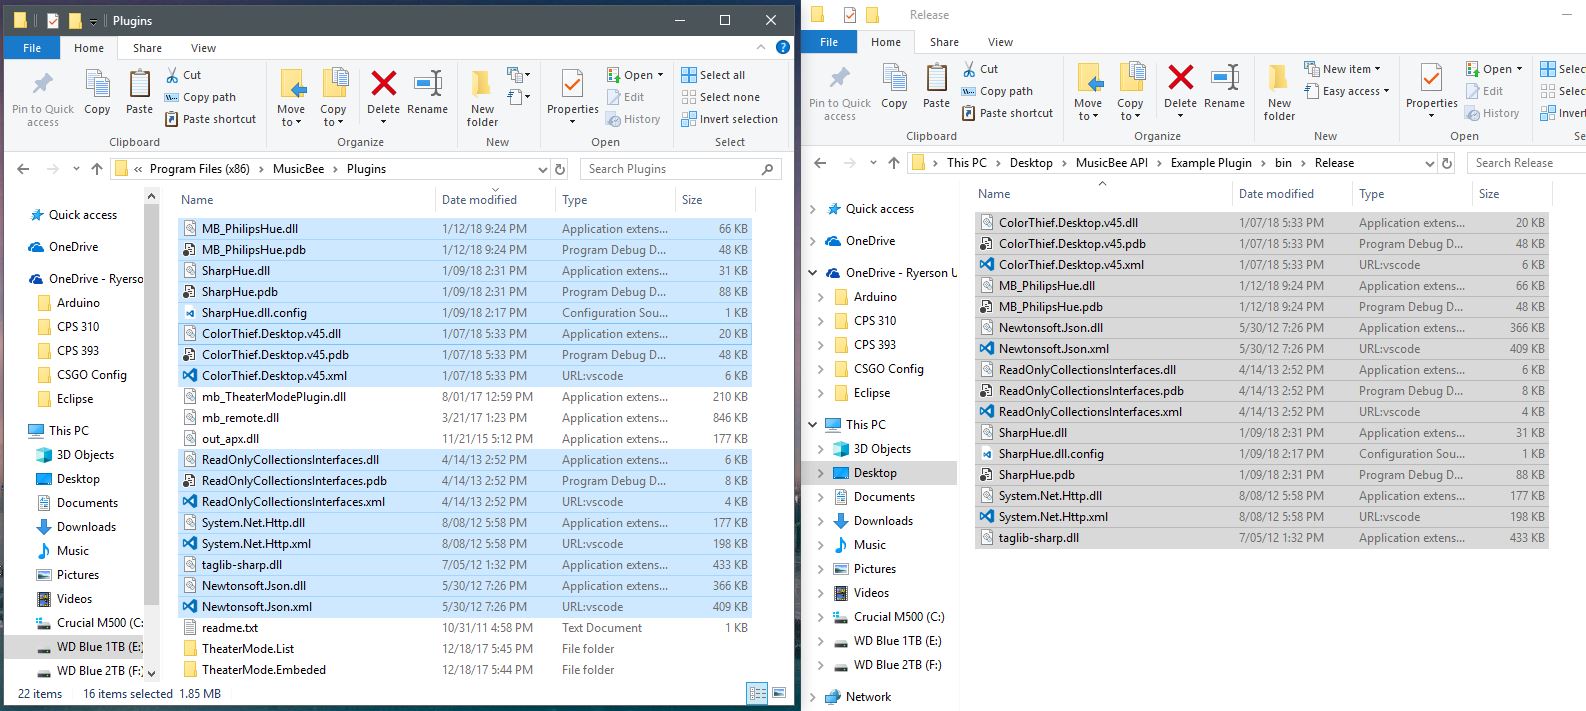 Plugins
File Home Share View
Pin to Quick access
Copy
Paste
Cut
Copy path
Paste shortcut
Clipboard
Move to
Copy to
Delete
Rename
Organize
New folder
New
Properties
Open
Edit
History
Open
Select all
Select none
Invert selection
Select
« Program Files (x86) > MusicBee > Plugins
Search Plugins
Quick access
OneDrive
OneDrive - Ryerso
Arduino
CPS 310
CPS 393
CSGO Config
Eclipse
This PC
3D Objects
Desktop
Documents
Downloads
Music
Pictures
Videos
Crucial M500 (C:
WD Blue 1TB (E:)
WD Blue 2TB (F:)
Name Date modified Type Size
MB_PhilipsHue.dll 1/12/18 9:24 PM Application extens... 66 KB
MB_PhilipsHue.pdb 1/12/18 9:24 PM Program Debug D... 48 KB
SharpHue.dll 1/09/18 2:31 PM Application extens... 31 KB
SharpHue.pdb 1/09/18 2:31 PM Program Debug D... 88 KB
SharpHue.dll.config 1/09/18 2:17 PM Configuration Sou... 1 KB
ColorThief.Desktop.v45.dll 1/07/18 5:33 PM Application extens... 20 KB
ColorThief.Desktop.v45.pdb 1/07/18 5:33 PM Program Debug D... 48 KB
ColorThief.Desktop.v45.xml 1/07/18 5:33 PM URL:vscode 6 KB
mb_TheaterModePlugin.dll 8/01/17 12:59 PM Application extens... 210 KB
mb_remote.dll 3/21/17 1:23 PM Application extens... 846 KB
out_apx.dll 11/21/15 5:12 PM Application extens... 177 KB
ReadOnlyCollectionsInterfaces.dll 4/14/13 2:52 PM Application extens... 6 KB
ReadOnlyCollectionsInterfaces.pdb 4/14/13 2:52 PM Program Debug D... 8 KB
ReadOnlyCollectionsInterfaces.xml 4/14/13 2:52 PM URL:vscode 4 KB
System.Net.Http.dll 8/08/12 5:58 PM Application extens... 177 KB
System.Net.Http.xml 8/08/12 5:58 PM URL:vscode 198 KB
taglib-sharp.dll 7/05/12 1:32 PM Application extens... 433 KB
Newtonsoft.Json.dll 5/30/12 7:26 PM Application extens... 366 KB
Newtonsoft.Json.xml 5/30/12 7:26 PM URL:vscode 409 KB
readme.txt 10/31/11 4:58 PM Text Document 1 KB
TheaterMode.List 12/18/17 5:45 PM File folder
TheaterMode.Embeded 12/18/17 5:44 PM File folder
22 items 16 items selected 1.85 MB
Release
File Home Share View
Pin to Quick access
Copy
Paste
Cut
Copy path
Paste shortcut
Clipboard
Move to
Copy to
Delete
Rename
Organize
New folder
New item
Easy access
New
Properties
Open
Edit
History
Open
Selec
Selec
Inver
Se
> This PC > Desktop > MusicBee API > Example Plugin > bin > Release
Search Release
Quick access
OneDrive
OneDrive - Ryerson U
Arduino
CPS 310
CPS 393
CSGO Config
Eclipse
This PC
3D Objects
Desktop
Documents
Downloads
Music
Pictures
Videos
Crucial M500 (C:)
WD Blue 1TB (E:)
WD Blue 2TB (F:)
Network
Name Date modified Type Size
ColorThief.Desktop.v45.dll 1/07/18 5:33 PM Application extens... 20 KB
ColorThief.Desktop.v45.pdb 1/07/18 5:33 PM Program Debug D... 48 KB
ColorThief.Desktop.v45.xml 1/07/18 5:33 PM URL:vscode 6 KB
MB_PhilipsHue.dll 1/12/18 9:24 PM Application extens... 66 KB
MB_PhilipsHue.pdb 1/12/18 9:24 PM Program Debug D... 48 KB
Newtonsoft.Json.dll 5/30/12 7:26 PM Application extens... 366 KB
Newtonsoft.Json.xml 5/30/12 7:26 PM URL:vscode 409 KB
ReadOnlyCollectionsInterfaces.dll 4/14/13 2:52 PM Application extens... 6 KB
ReadOnlyCollectionsInterfaces.pdb 4/14/13 2:52 PM Program Debug D... 8 KB
ReadOnlyCollectionsInterfaces.xml 4/14/13 2:52 PM URL:vscode 4 KB
SharpHue.dll 1/09/18 2:31 PM Application extens... 31 KB
SharpHue.dll.config 1/09/18 2:17 PM Configuration Sou... 1 KB
SharpHue.pdb 1/09/18 2:31 PM Program Debug D... 88 KB
System.Net.Http.dll 8/08/12 5:58 PM Application extens... 177 KB
System.Net.Http.xml 8/08/12 5:58 PM URL:vscode 198 KB
taglib-sharp.dll 7/05/12 1:32 PM Application extens... 433 KB